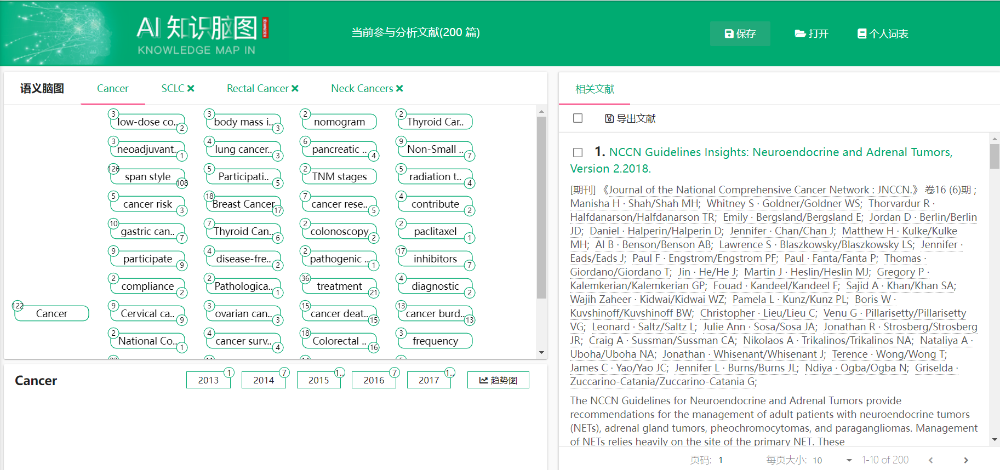 AI 知识脑图
KNOWLEDGE MAP IN
当前参与分析文献(200 篇)
保存
打开
个人词表
语义脑图
Cancer
SCLC
Rectal Cancer
Neck Cancers
3 low-dose co.. 2
3 body mass i.. 3
2 nomogram
2 Thyroid Car..
3 neoadjuvant.. 1
4 lung cancer.. 3
6 pancreatic .. 4
9 Non-Small .. 7
126 span style 108
5 Participati.. 5
2 TNM stages
5 radiation t.. 4
5 cancer risk 3
18 Breast Cancer 17
7 cancer rese.. 5
4 contribute 2
10 gastric can.. 7
7 Thyroid Can.. 6
2 colonoscopy 2
2 paclitaxel 1
9 participate 9
4 disease-fre.. 2
2 pathogenic .. 1
17 inhibitors 7
2 compliance 2
2 Pathologica.. 1
36 treatment 21
4 diagnostic 2
122 Cancer
9 Cervical ca.. 9
3 ovarian can.. 3
15 cancer deat.. 15
13 cancer burd.. 13
2 National Co.. 1
4 cancer surv.. 4
18 Colorectal .. 16
3 frequency
Cancer
2013 1
2014 7
2015 1..
2016 7
2017 1..
趋势图
相关文献
导出文献
1. NCCN Guidelines Insights: Neuroendocrine and Adrenal Tumors,
Version 2.2018.
[期刊] 《Journal of the National Comprehensive Cancer Network : JNCCN.》 卷16 (6)期 ;
Manisha H · Shah/Shah MH; Whitney S · Goldner/Goldner WS; Thorvardur R ·
Halfdanarson/Halfdanarson TR; Emily · Bergsland/Bergsland E; Jordan D · Berlin/Berlin
JD; Daniel · Halperin/Halperin D; Jennifer · Chan/Chan J; Matthew H · Kulke/Kulke
MH; Al B · Benson/Benson AB; Lawrence S · Blaszkowsky/Blaszkowsky LS; Jennifer ·
Eads/Eads J; Paul F · Engstrom/Engstrom PF; Paul · Fanta/Fanta P; Thomas ·
Giordano/Giordano T; Jin · He/He J; Martin J · Heslin/Heslin MJ; Gregory P ·
Kalemkerian/Kalemkerian GP; Fouad · Kandeel/Kandeel F; Sajid A · Khan/Khan SA;
Wajih Zaheer · Kidwai/Kidwai WZ; Pamela L · Kunz/Kunz PL; Boris W ·
Kuvshinoff/Kuvshinoff BW; Christopher · Lieu/Lieu C; Venu G · Pillarisetty/Pillarisetty
VG; Leonard · Saltz/Saltz L; Julie Ann · Sosa/Sosa JA; Jonathan R · Strosberg/Strosberg
JR; Craig A · Sussman/Sussman CA; Nikolaos A · Trikalinos/Trikalinos NA; Nataliya A ·
Uboha/Uboha NA; Jonathan · Whisenant/Whisenant J; Terence · Wong/Wong T;
James C · Yao/Yao JC; Jennifer L · Burns/Burns JL; Ndiya · Ogba/Ogba N; Griselda ·
Zuccarino-Catania/Zuccarino-Catania G;
The NCCN Guidelines for Neuroendocrine and Adrenal Tumors provide
recommendations for the management of adult patients with neuroendocrine tumors
(NETs), adrenal gland tumors, pheochromocytomas, and paragangliomas. Management
of NETs relies heavily on the site of the primary NET. These
页码: 1
每页大小: 10
1-10 of 200